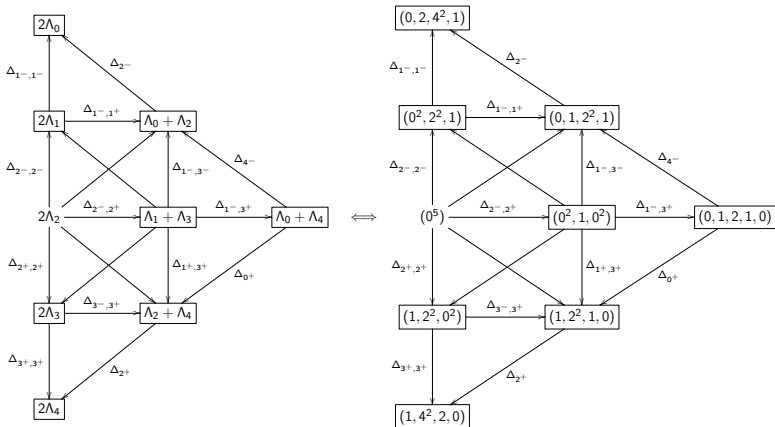 2Λ₀ (0, 2, 4², 1)
Δ₂⁻ Δ₂⁻
Δ₁⁻,₁⁻ Δ₁⁻,₁⁻
Δ₁⁻,₁⁺ Δ₁⁻,₁⁺
2Λ₁ Λ₀ + Λ₂ (0², 2², 1) (0, 1, 2², 1)
Δ₂⁻,₂⁻ Δ₁⁻,₃⁻ Δ₄⁻ Δ₂⁻,₂⁻ Δ₁⁻,₃⁻ Δ₄⁻
Δ₂⁻,₂⁺ Δ₁⁻,₃⁺ Δ₂⁻,₂⁺ Δ₁⁻,₃⁺
2Λ₂ Λ₁ + Λ₃ Λ₀ + Λ₄ ⟺ (0⁵) (0², 1, 0²) (0, 1, 2, 1, 0)
Δ₂⁺,₂⁺ Δ₁⁺,₃⁺ Δ₀⁺ Δ₂⁺,₂⁺ Δ₁⁺,₃⁺ Δ₀⁺
Δ₃⁻,₃⁺ Δ₃⁻,₃⁺
2Λ₃ Λ₂ + Λ₄ (1, 2², 0²) (1, 2², 1, 0)
Δ₃⁺,₃⁺ Δ₂⁺ Δ₃⁺,₃⁺ Δ₂⁺
2Λ₄ (1, 4², 2, 0)